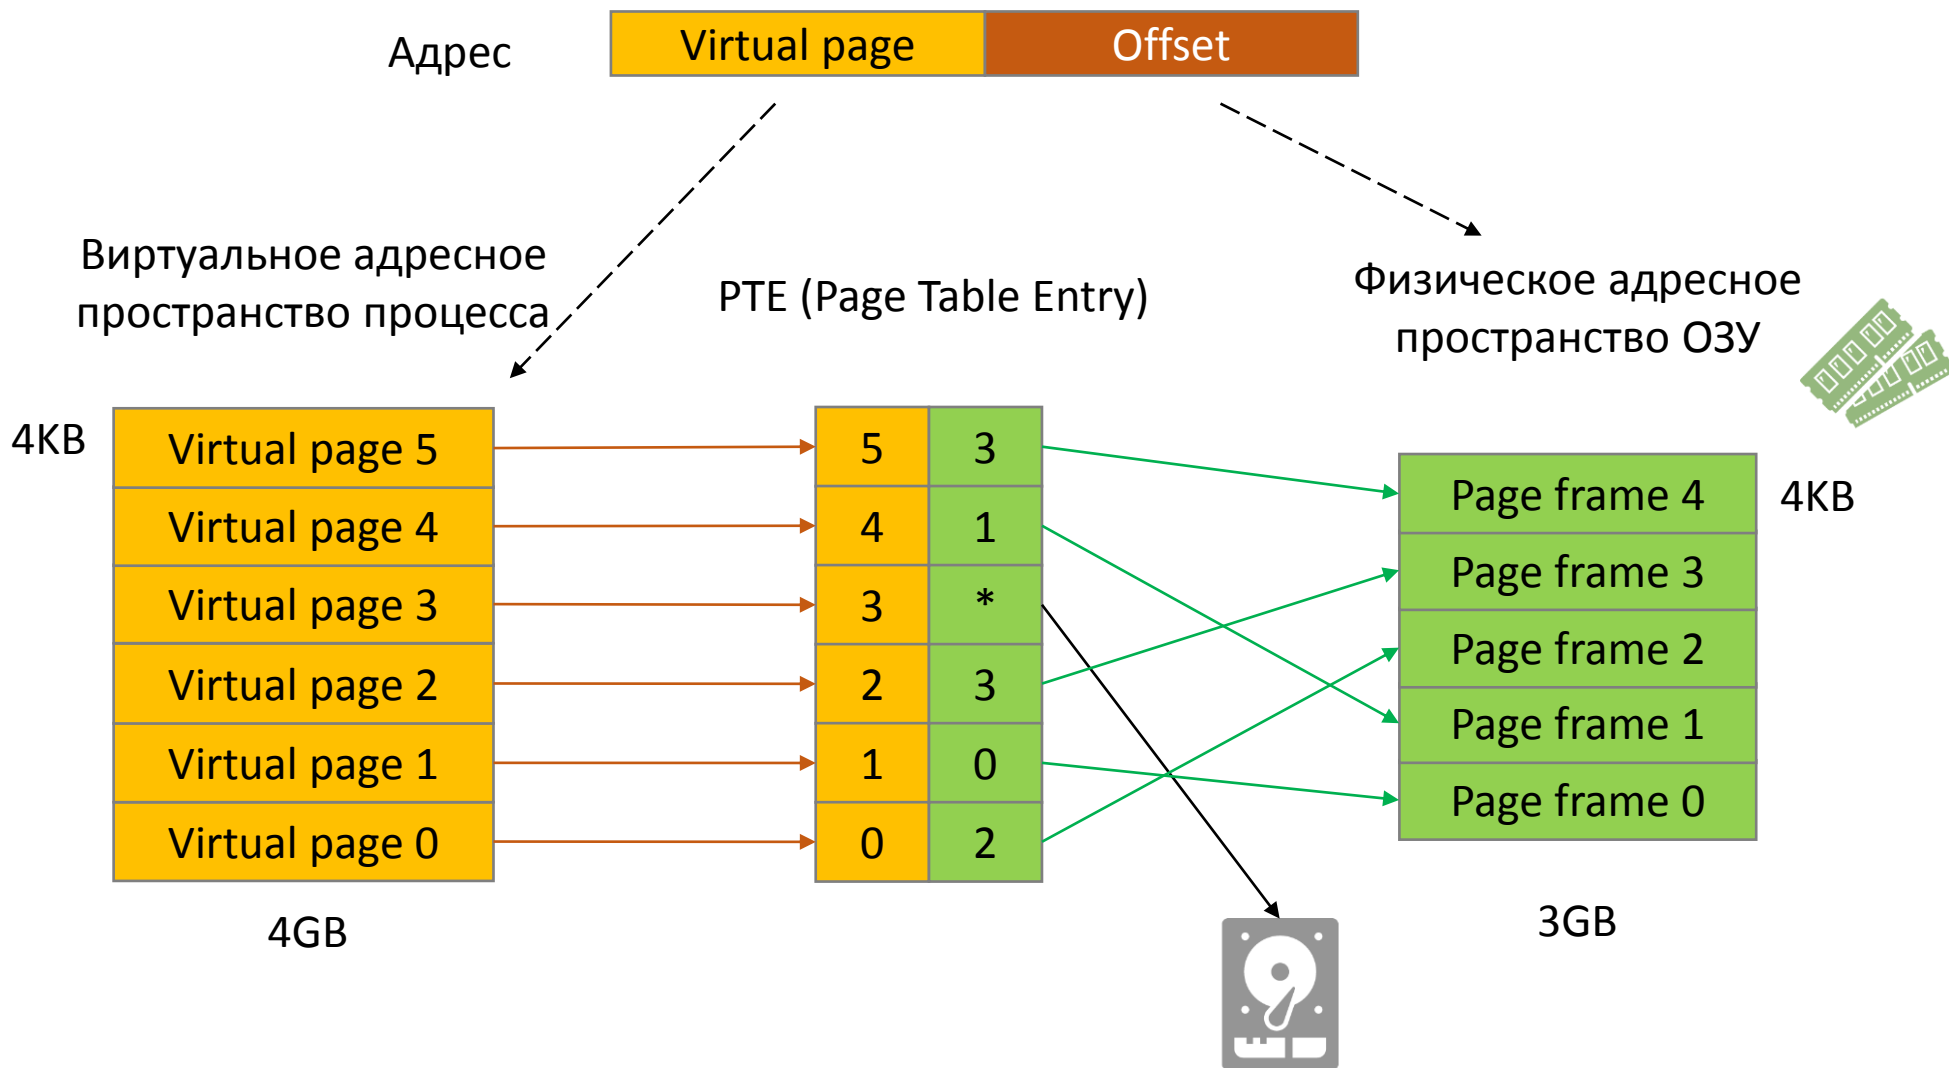 Адрес
Virtual page
Offset
Виртуальное адресное
пространство процесса
PTE (Page Table Entry)
Физическое адресное
пространство ОЗУ
4KB
Virtual page 5
Virtual page 4
Virtual page 3
Virtual page 2
Virtual page 1
Virtual page 0
4GB
5 3
4 1
3 *
2 3
1 0
0 2
Page frame 4
Page frame 3
Page frame 2
Page frame 1
Page frame 0
4KB
3GB